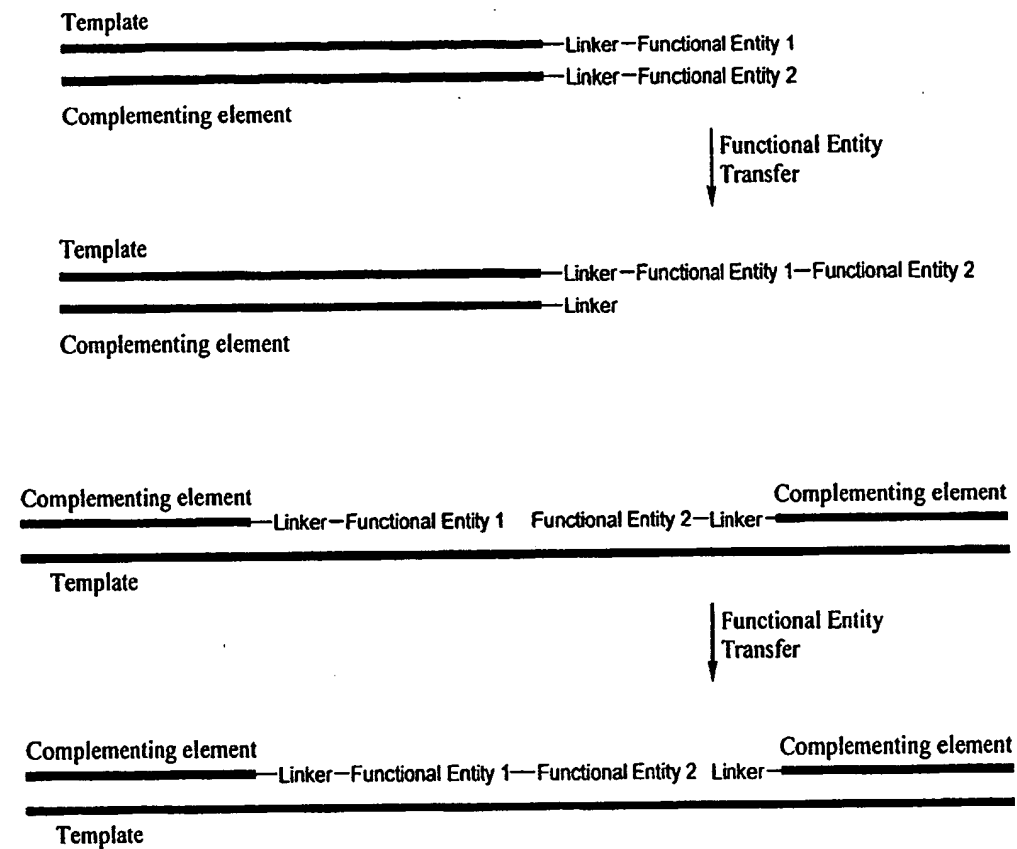 Template
Linker–Functional Entity 1
Linker–Functional Entity 2
Complementing element
Functional Entity
Transfer
Template
Linker–Functional Entity 1–Functional Entity 2
Linker
Complementing element
Complementing element Complementing element
Linker–Functional Entity 1 Functional Entity 2–Linker
Template
Functional Entity
Transfer
Complementing element Complementing element
Linker–Functional Entity 1—Functional Entity 2 Linker
Template